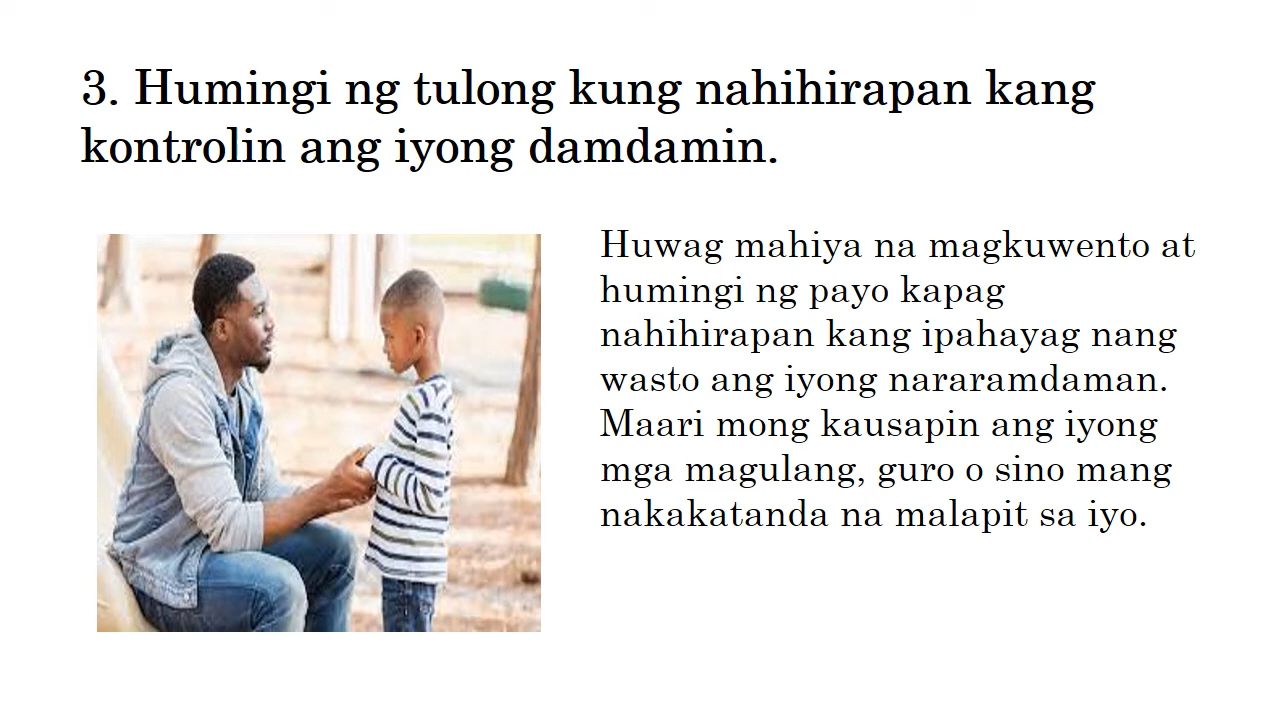 3. Humingi ng tulong kung nahihirapan kang
kontrolin ang iyong damdamin.
Huwag mahiya na magkuwento at
humingi ng payo kapag
nahihirapan kang ipahayag nang
wasto ang iyong nararamdaman.
Maari mong kausapin ang iyong
mga magulang, guro o sino mang
nakakatanda na malapit sa iyo.